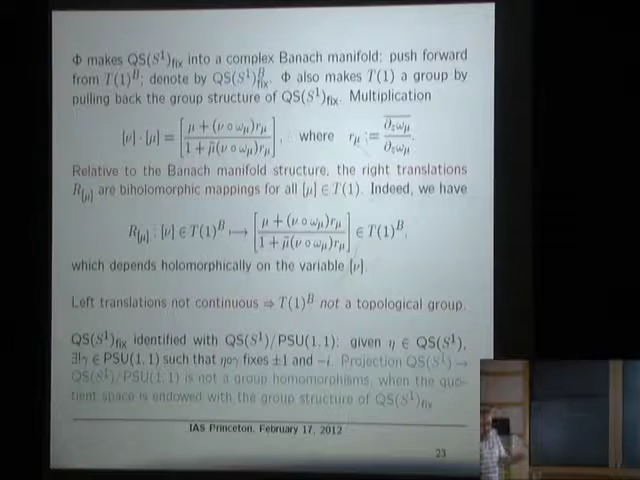 Φ makes QS(S¹)_fix into a complex Banach manifold; push forward
from T(1)^B; denote by QS(S¹)^B_fix. Φ also makes T(1) a group by
pulling back the group structure of QS(S¹)_fix. Multiplication
[ν] · [μ] = [ μ + (ν ∘ ω_μ)r_μ / 1 + μ̄(ν ∘ ω_μ)r_μ ], where r_μ := \overline{∂_z ω_μ} / ∂_z ω_μ.
Relative to the Banach manifold structure, the right translations
R_[μ] are biholomorphic mappings for all [μ] ∈ T(1). Indeed, we have
R_[μ] : [ν] ∈ T(1)^B ⟼ [ μ + (ν ∘ ω_μ)r_μ / 1 + μ̄(ν ∘ ω_μ)r_μ ] ∈ T(1)^B,
which depends holomorphically on the variable [ν].
Left translations not continuous ⇒ T(1)^B not a topological group.
QS(S¹)_fix identified with QS(S¹)/PSU(1,1): given η ∈ QS(S¹),
∃!γ ∈ PSU(1,1) such that η∘γ fixes ±1 and −i. Projection QS(S¹) →
QS(S¹)/PSU(1,1) is not a group homomorphisms, when the quo-
tient space is endowed with the group structure of QS(S¹)_fix
IAS Princeton, February 17, 2012
23